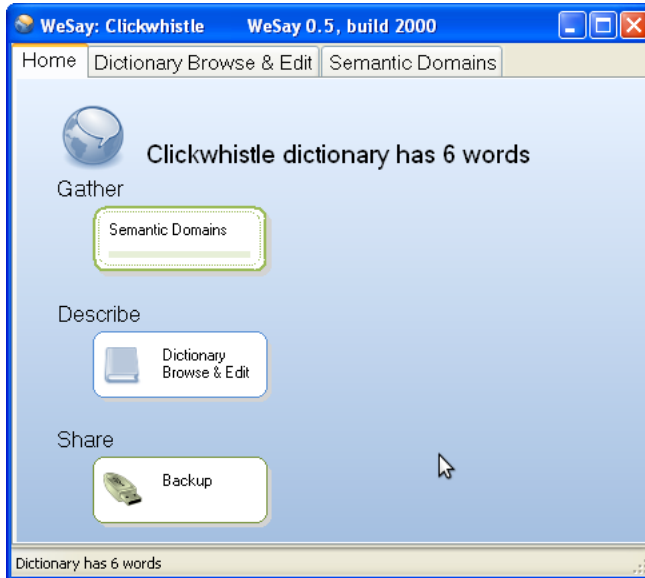 WeSay: Clickwhistle WeSay 0.5, build 2000
Home Dictionary Browse & Edit Semantic Domains
Clickwhistle dictionary has 6 words
Gather
Semantic Domains
Describe
Dictionary
Browse & Edit
Share
Backup
Dictionary has 6 words